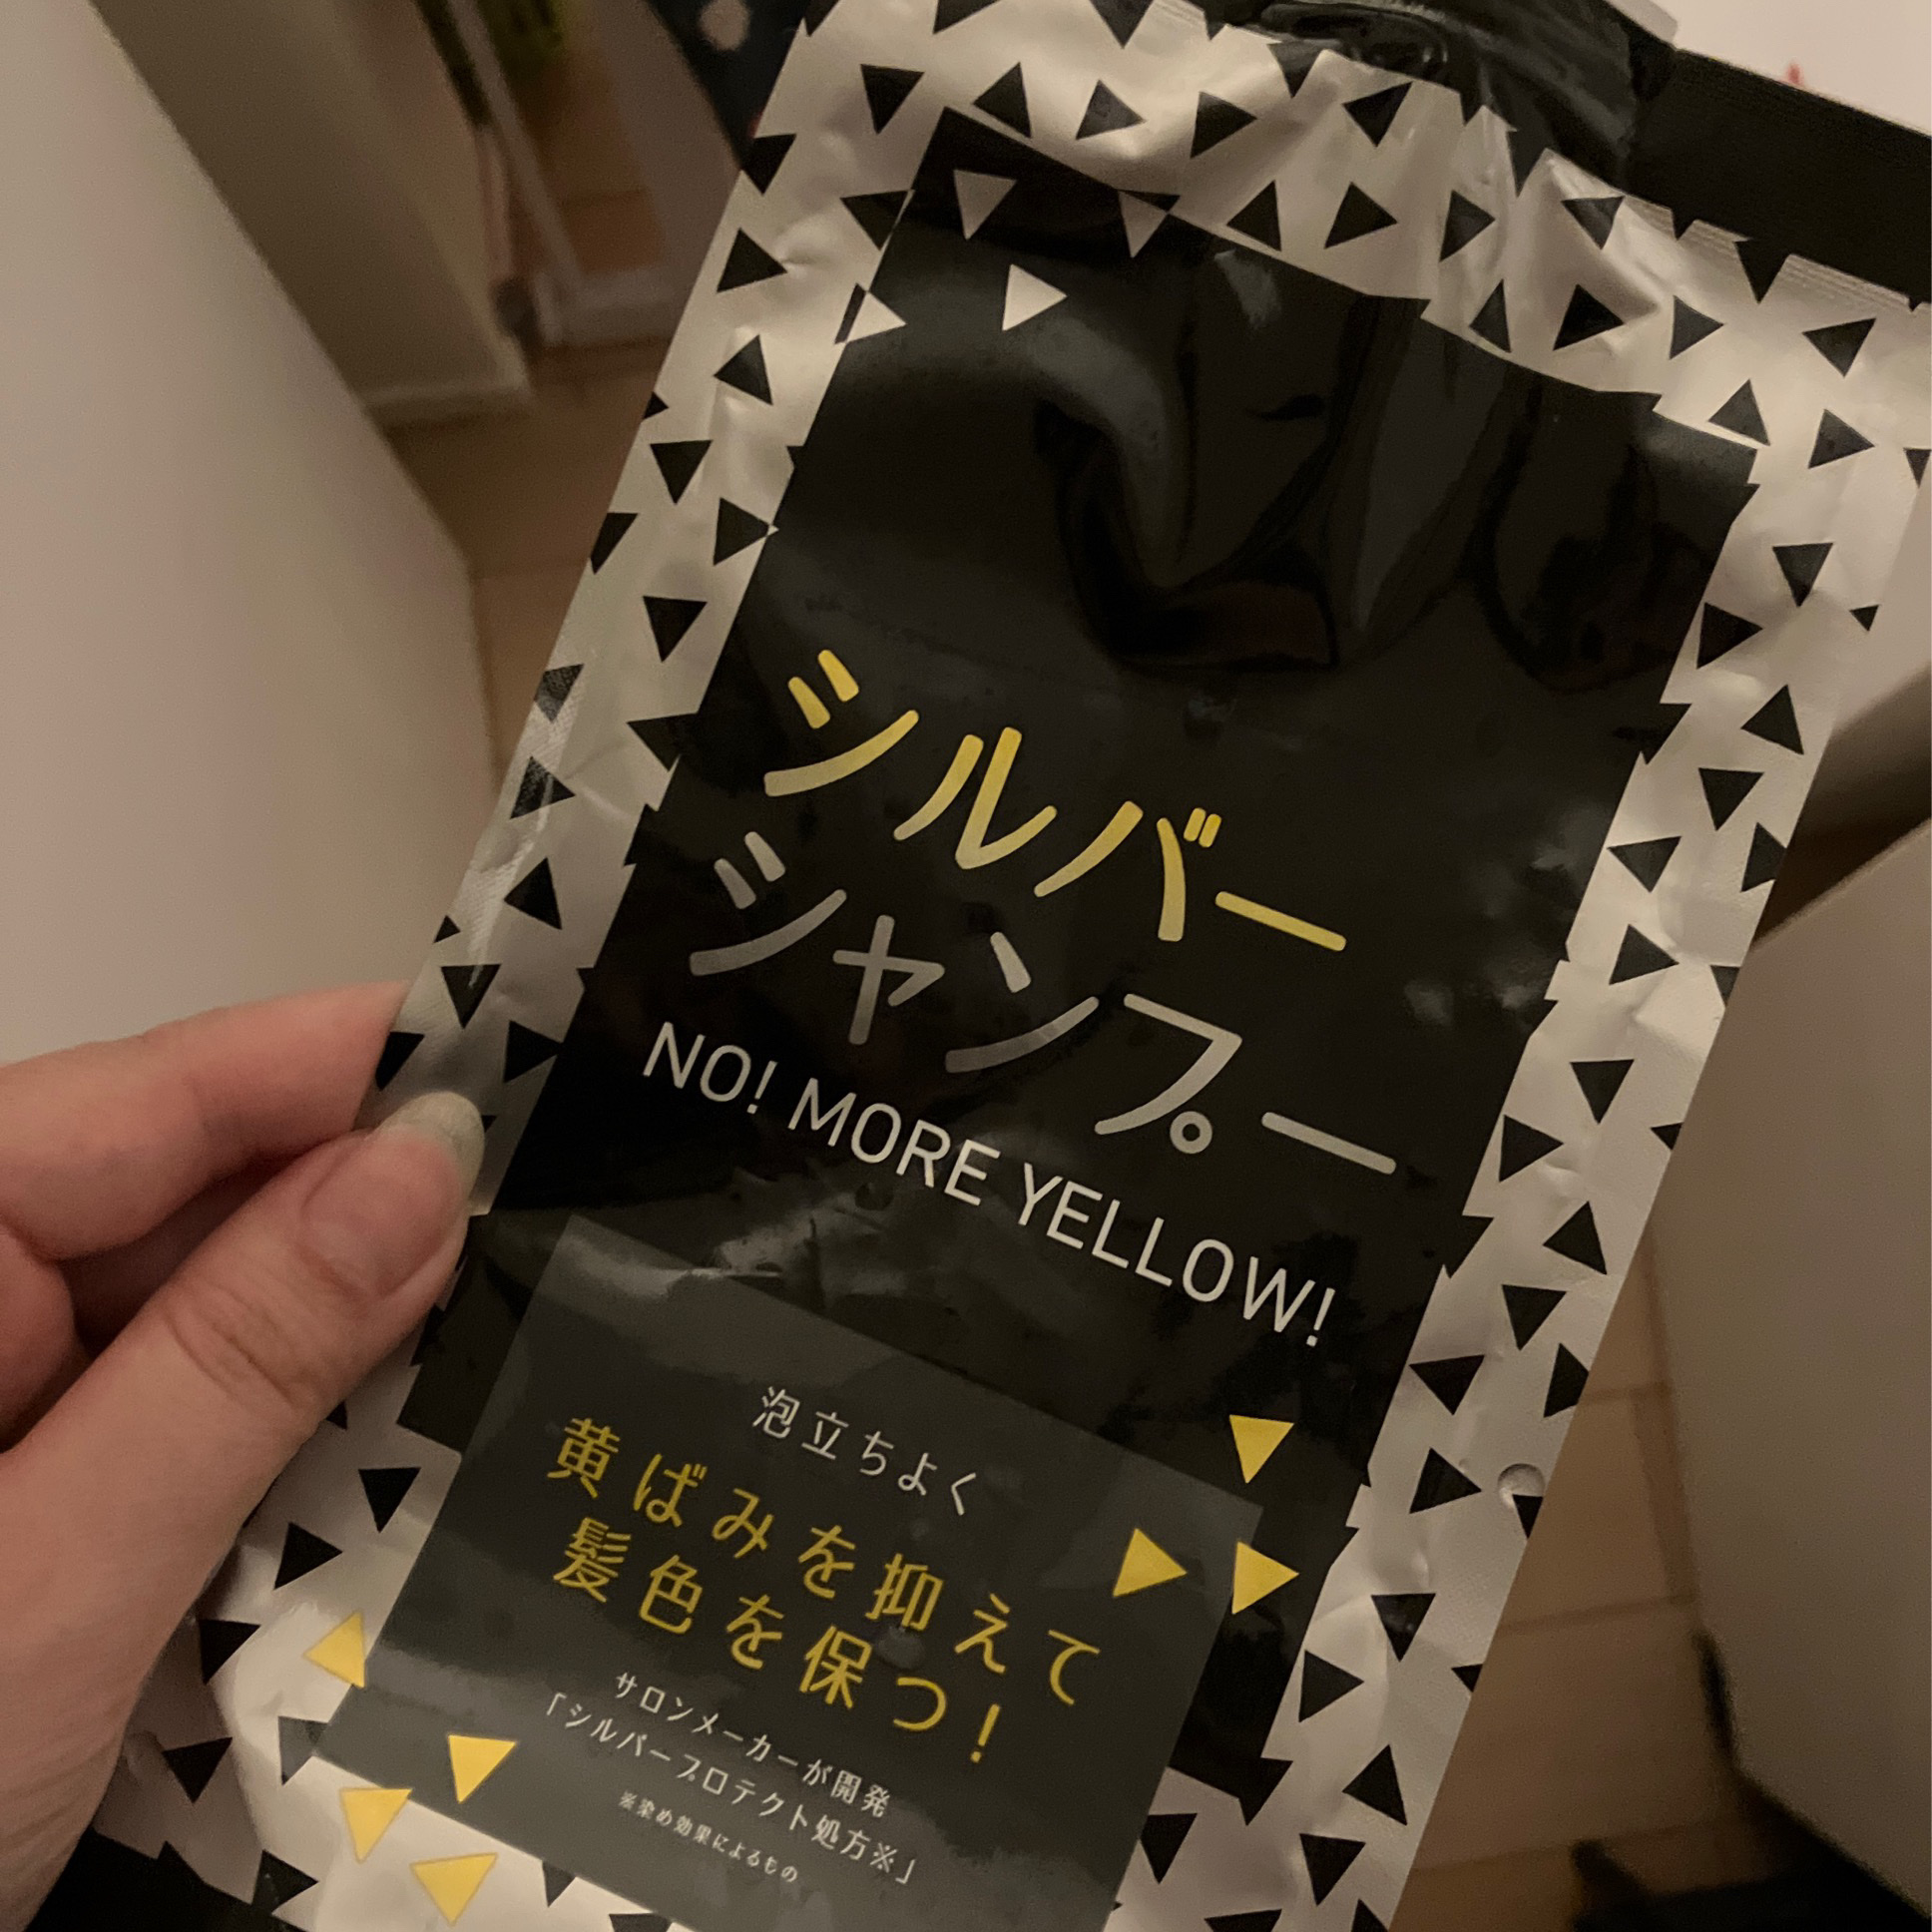 シルバー
シャンプー
NO! MORE YELLOW!
泡立ちよく
黄ばみを抑えて
髪色を保つ!
サロンメーカーが開発
「シルバープロテクト処方※」
※染め効果によるもの